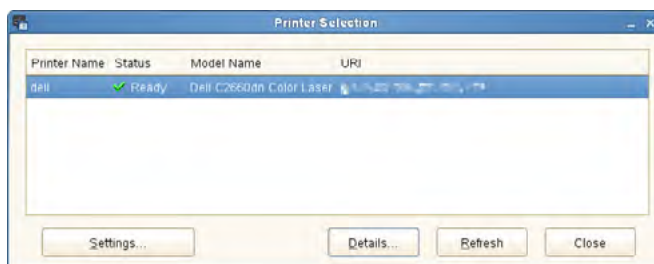 Printer Selection
Printer Name Status Model Name URI
dell Ready Dell C2660dn Color Laser
Settings... Details... Refresh Close